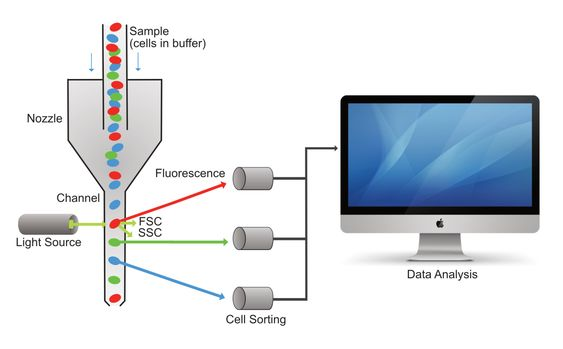 Sample
(cells in buffer)
Nozzle
Fluorescence
Channel
FSC
SSC
Light Source
Data Analysis
Cell Sorting